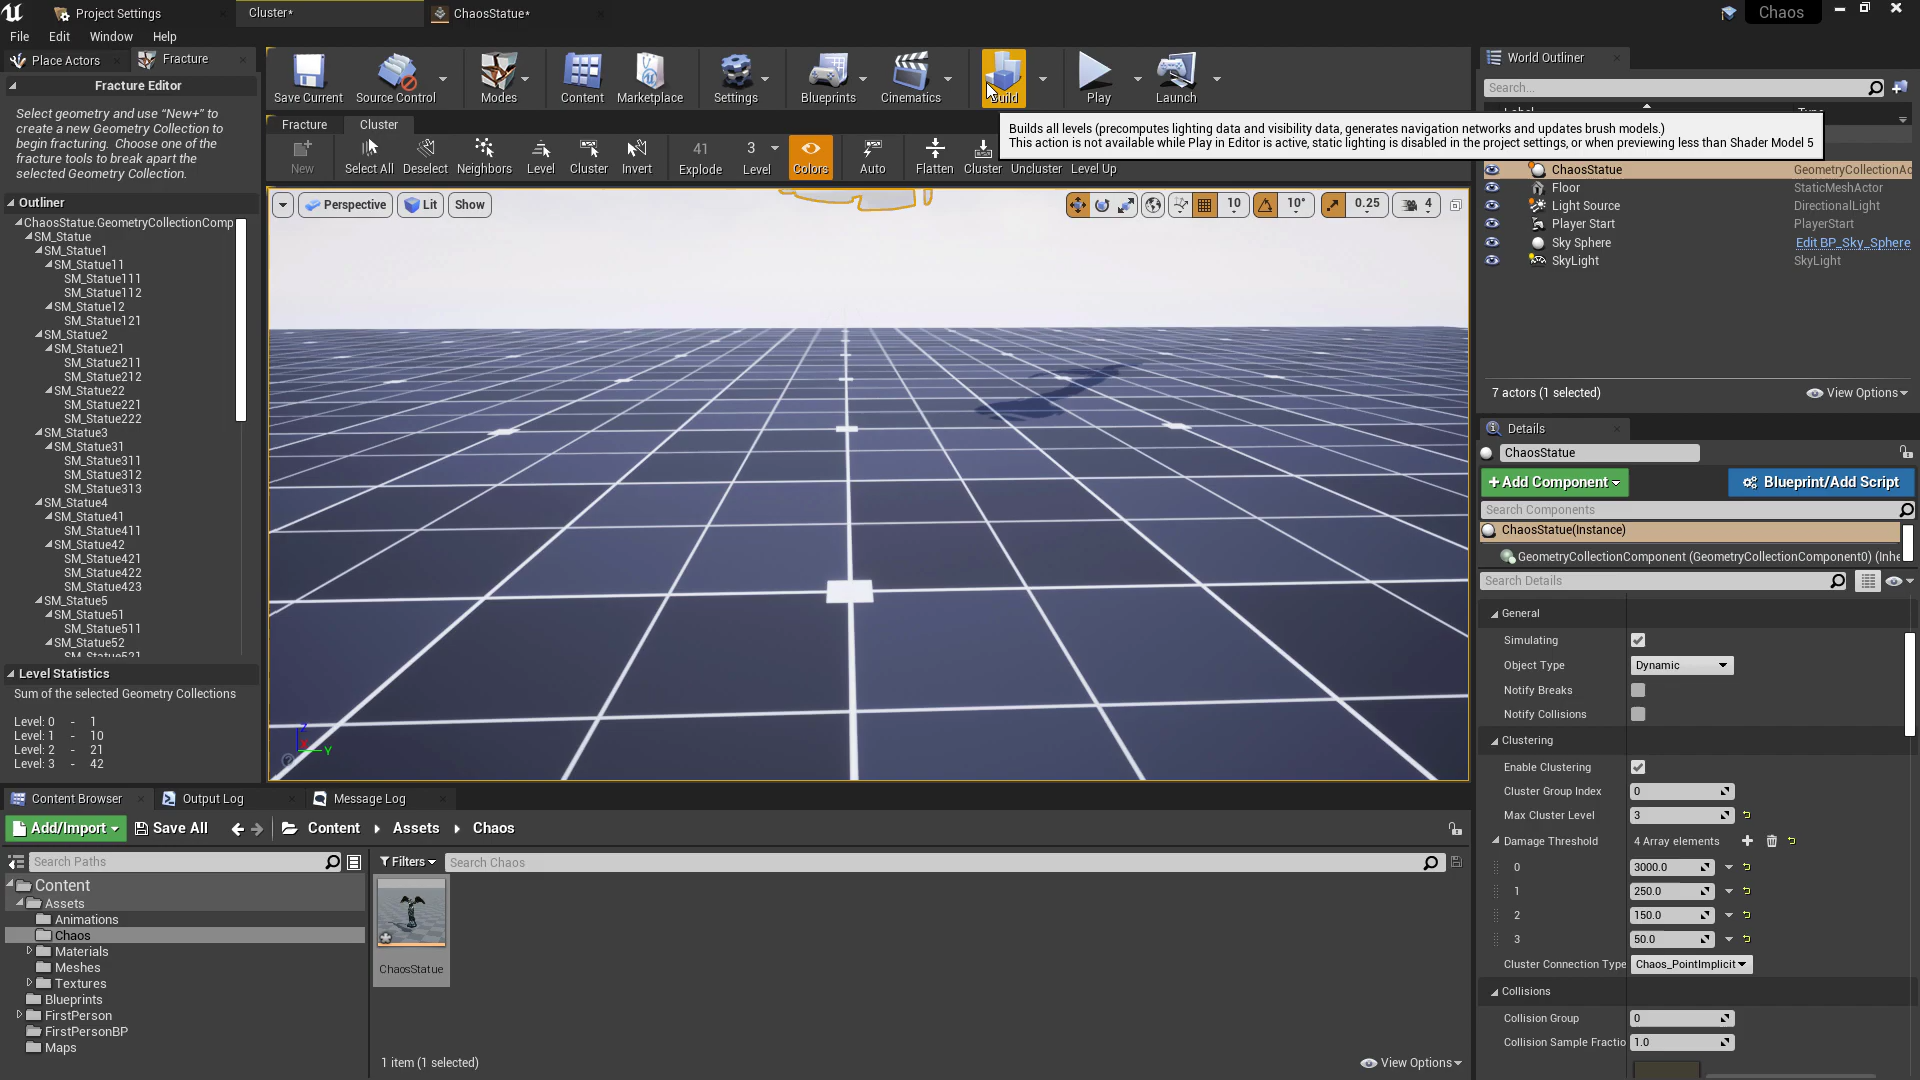 Project Settings
Cluster*
ChaosStatue*
Chaos
File
Edit
Window
Help
Place Actors
Fracture
Fracture Editor
Select geometry and use “New+” to
create a new Geometry Collection to
begin fracturing. Choose one of the
fracture tools to break apart the
selected Geometry Collection.
Outliner
ChaosStatue.GeometryCollectionComp
SM_Statue
SM_Statue1
SM_Statue11
SM_Statue111
SM_Statue112
SM_Statue12
SM_Statue121
SM_Statue2
SM_Statue21
SM_Statue211
SM_Statue212
SM_Statue22
SM_Statue221
SM_Statue222
SM_Statue3
SM_Statue31
SM_Statue311
SM_Statue312
SM_Statue313
SM_Statue4
SM_Statue41
SM_Statue411
SM_Statue42
SM_Statue421
SM_Statue422
SM_Statue423
SM_Statue5
SM_Statue51
SM_Statue511
SM_Statue52
SM_Statue521
Level Statistics
Sum of the selected Geometry Collections
Level: 0 - 1
Level: 1 - 10
Level: 2 - 21
Level: 3 - 42
Save Current
Source Control
Modes
Content
Marketplace
Settings
Blueprints
Cinematics
Build
Play
Launch
Fracture
Cluster
New
Select All
Deselect
Neighbors
Level
Cluster
Invert
41
Explode
3
Level
Colors
Auto
Flatten
Cluster
Uncluster
Level Up
Builds all levels (precomputes lighting data and visibility data, generates navigation networks and updates brush models.)
This action is not available while Play in Editor is active, static lighting is disabled in the project settings, or when previewing less than Shader Model 5
Perspective
Lit
Show
10
10°
0.25
4
Z
X
Y
World Outliner
Search...
Label
Type
ChaosStatue
GeometryCollectionAc
Floor
StaticMeshActor
Light Source
DirectionalLight
Player Start
PlayerStart
Sky Sphere
Edit BP_Sky_Sphere
SkyLight
SkyLight
7 actors (1 selected)
View Options
Details
ChaosStatue
+Add Component
Blueprint/Add Script
Search Components
ChaosStatue(Instance)
GeometryCollectionComponent (GeometryCollectionComponent0) (Inhe
Search Details
General
Simulating
Object Type
Dynamic
Notify Breaks
Notify Collisions
Clustering
Enable Clustering
Cluster Group Index
0
Max Cluster Level
3
Damage Threshold
4 Array elements
0
3000.0
1
250.0
2
150.0
3
50.0
Cluster Connection Type
Chaos_PointImplicit
Collisions
Collision Group
0
Collision Sample Fractio
1.0
Content Browser
Output Log
Message Log
Add/Import
Save All
Content
Assets
Chaos
Search Paths
Filters
Search Chaos
Content
Assets
Animations
Chaos
Materials
Meshes
Textures
Blueprints
FirstPerson
FirstPersonBP
Maps
ChaosStatue
1 item (1 selected)
View Options